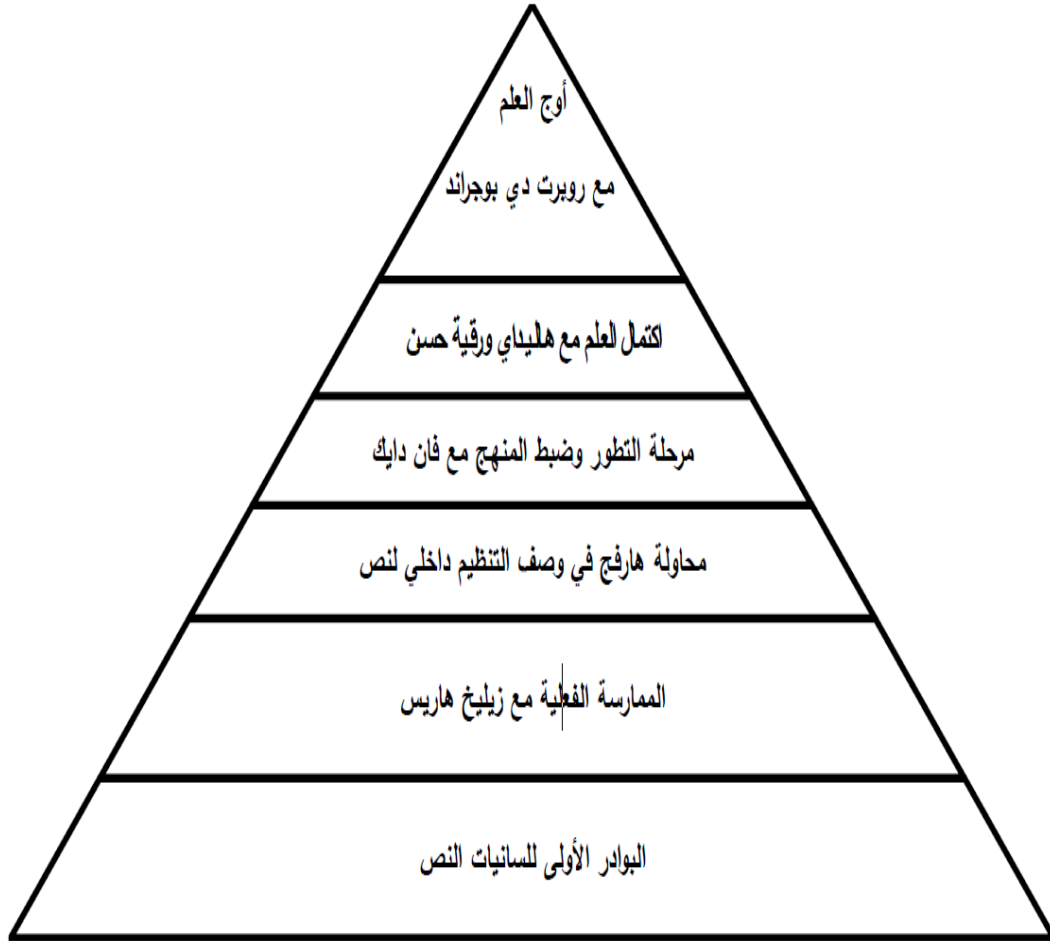 أوج العلم
مع روبرت دي بوجراند
اكتمال العلم مع هاليداي ورقية حسن
مرحلة التطور وضبط المنهج مع فان دايك
محاولة هارفج في وصف التنظيم داخلي لنص
الممارسة الفعلية مع زيليخ هاريس
البوادر الأولى للسانيات النص